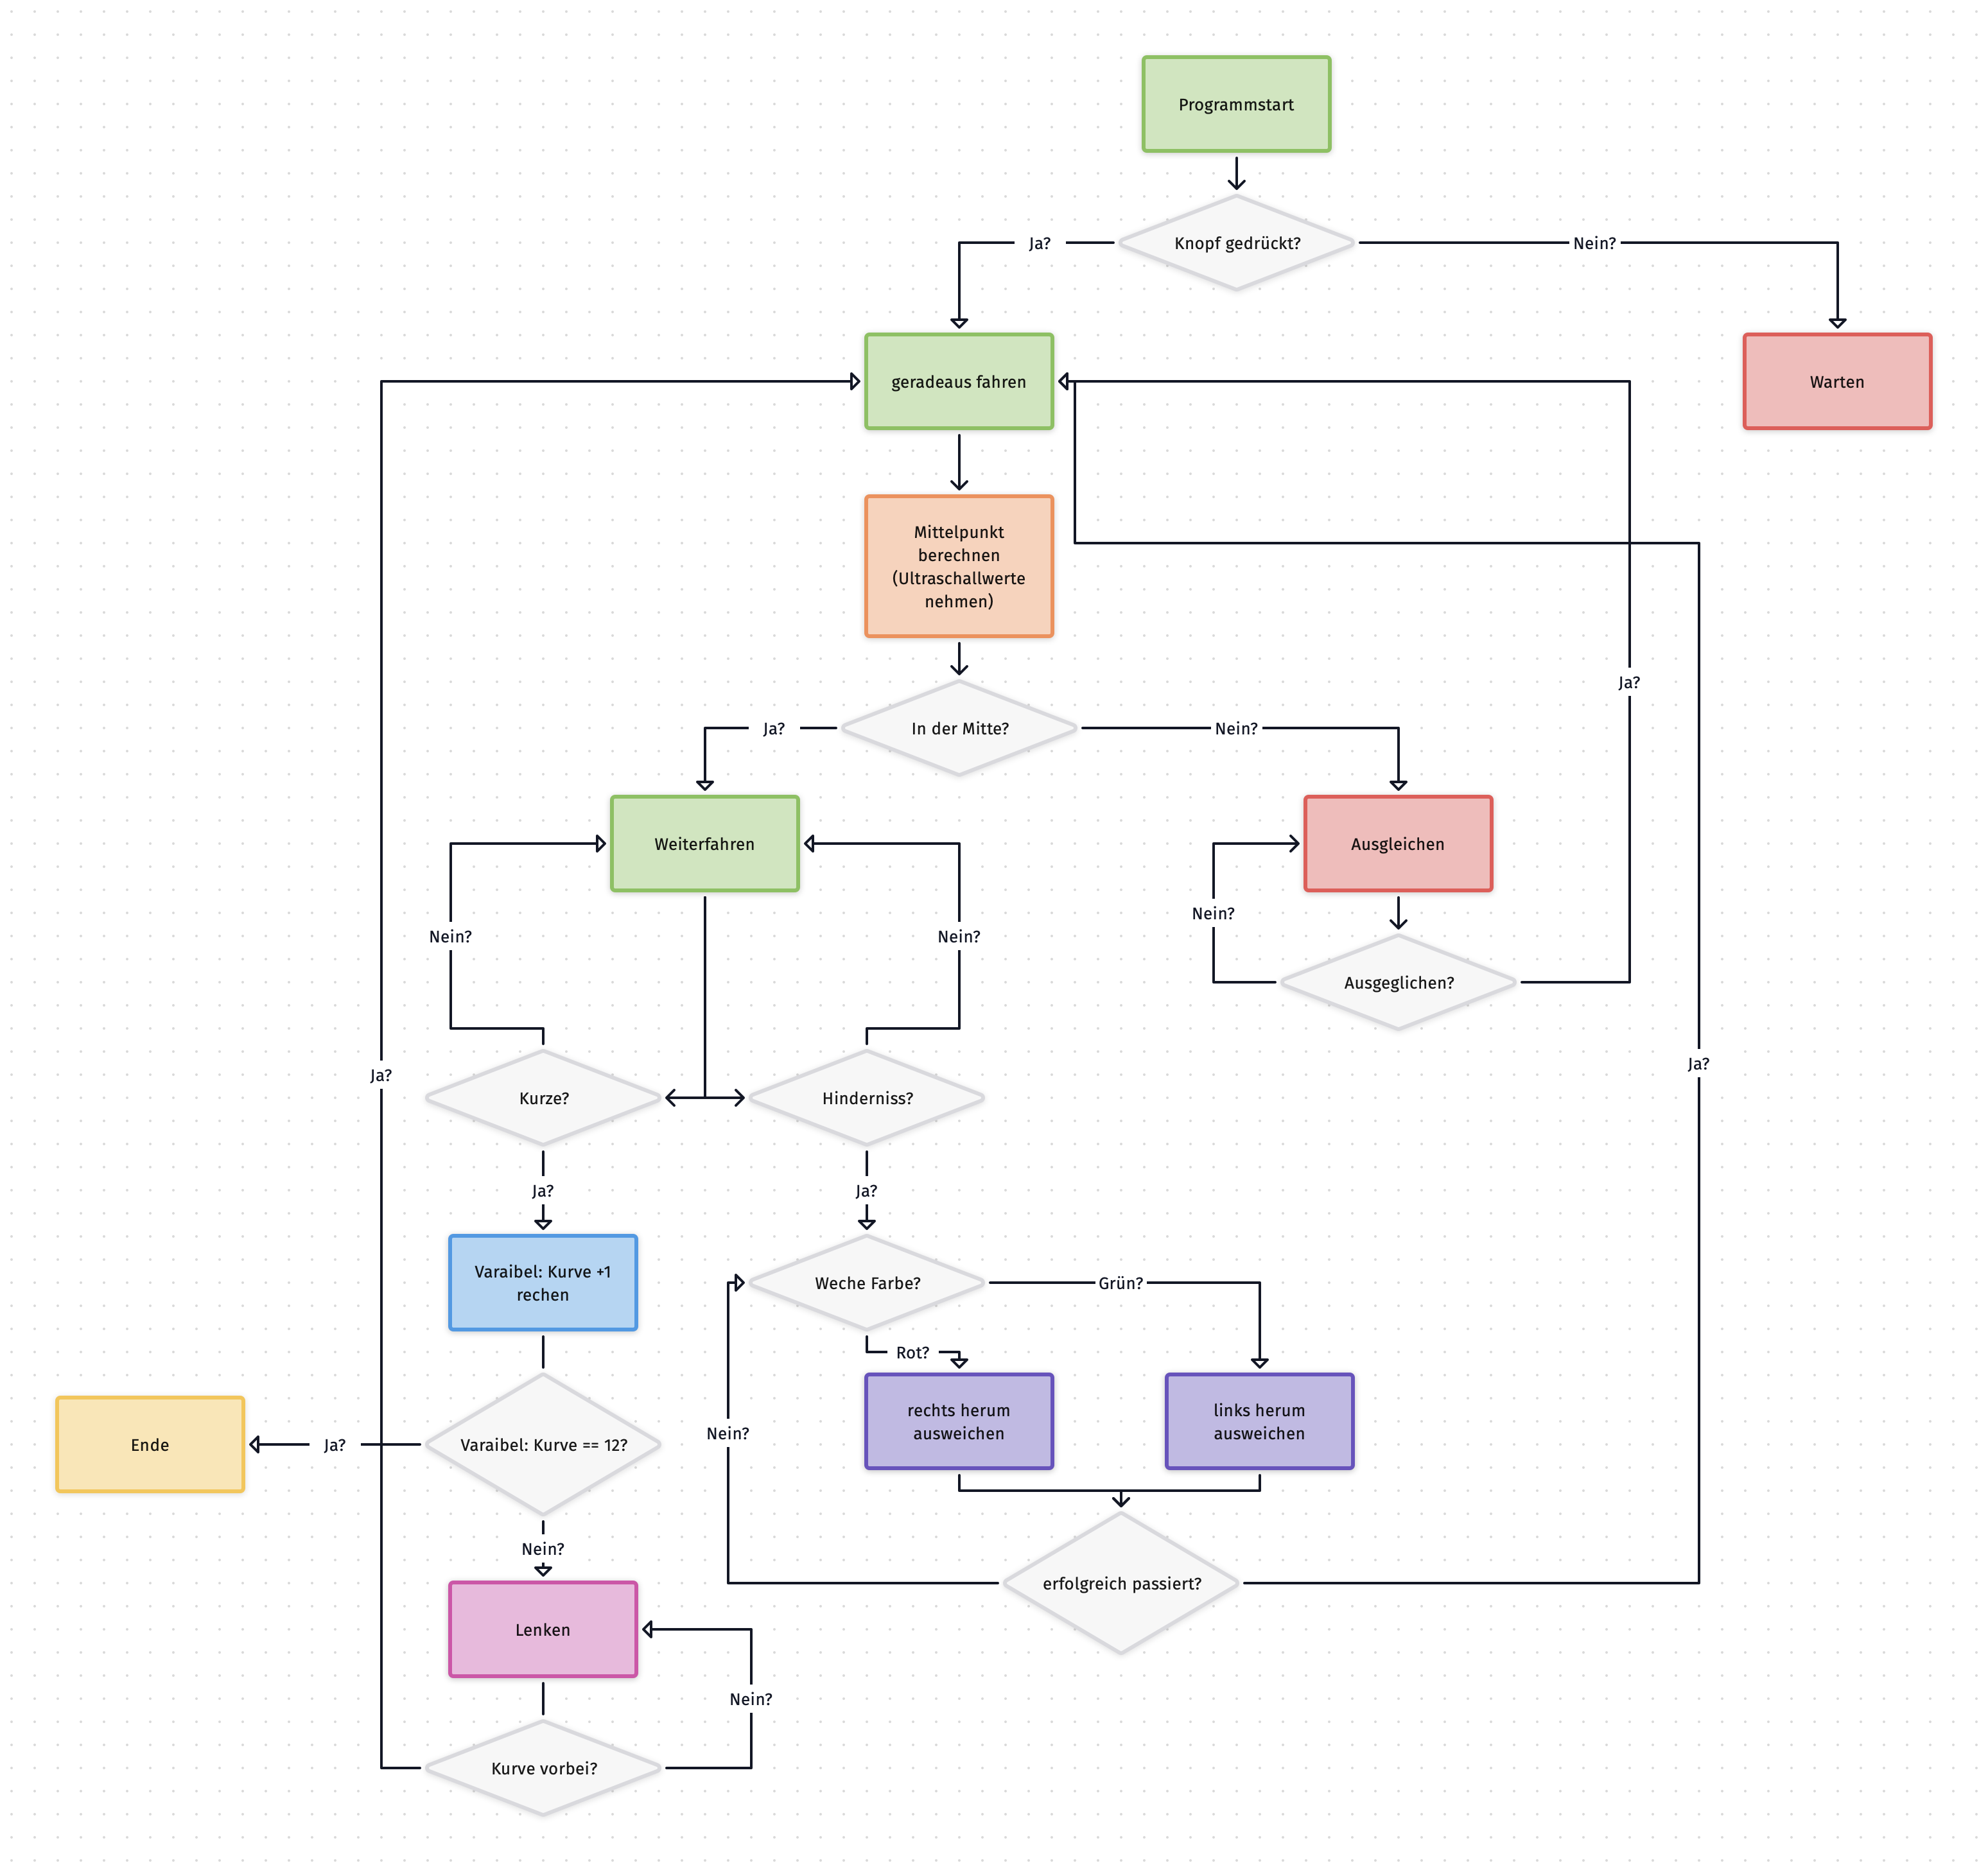 Programmstart
Knopf gedrückt?
Ja?
Nein?
geradeaus fahren
Warten
Mittelpunkt
berechnen
(Ultraschallwerte
nehmen)
Ja?
In der Mitte?
Ja?
Nein?
Weiterfahren
Ausgleichen
Nein?
Nein?
Nein?
Ausgeglichen?
Ja?
Ja?
Kurze?
Hinderniss?
Ja?
Ja?
Varaibel: Kurve +1
rechen
Weche Farbe?
Grün?
Rot?
rechts herum
ausweichen
links herum
ausweichen
Nein?
Ende
Ja?
Varaibel: Kurve == 12?
Nein?
erfolgreich passiert?
Lenken
Nein?
Kurve vorbei?